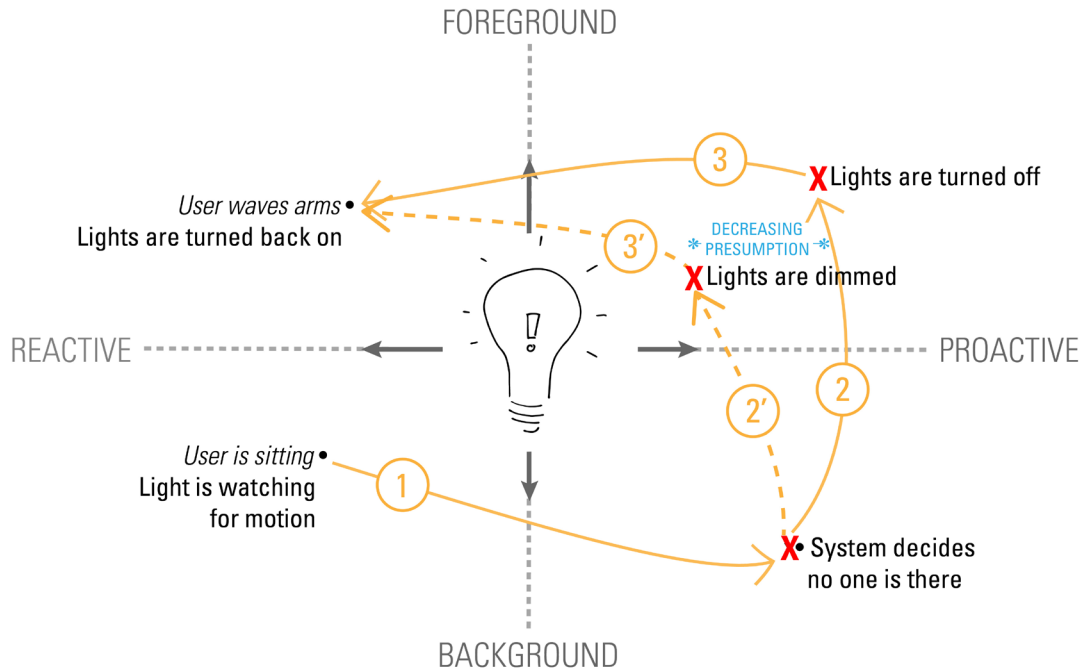 FOREGROUND
3
Lights are turned off
User waves arms
Lights are turned back on
DECREASING
* PRESUMPTION *
3′
Lights are dimmed
!
REACTIVE
PROACTIVE
2
2′
User is sitting
Light is watching
for motion
1
System decides
no one is there
BACKGROUND